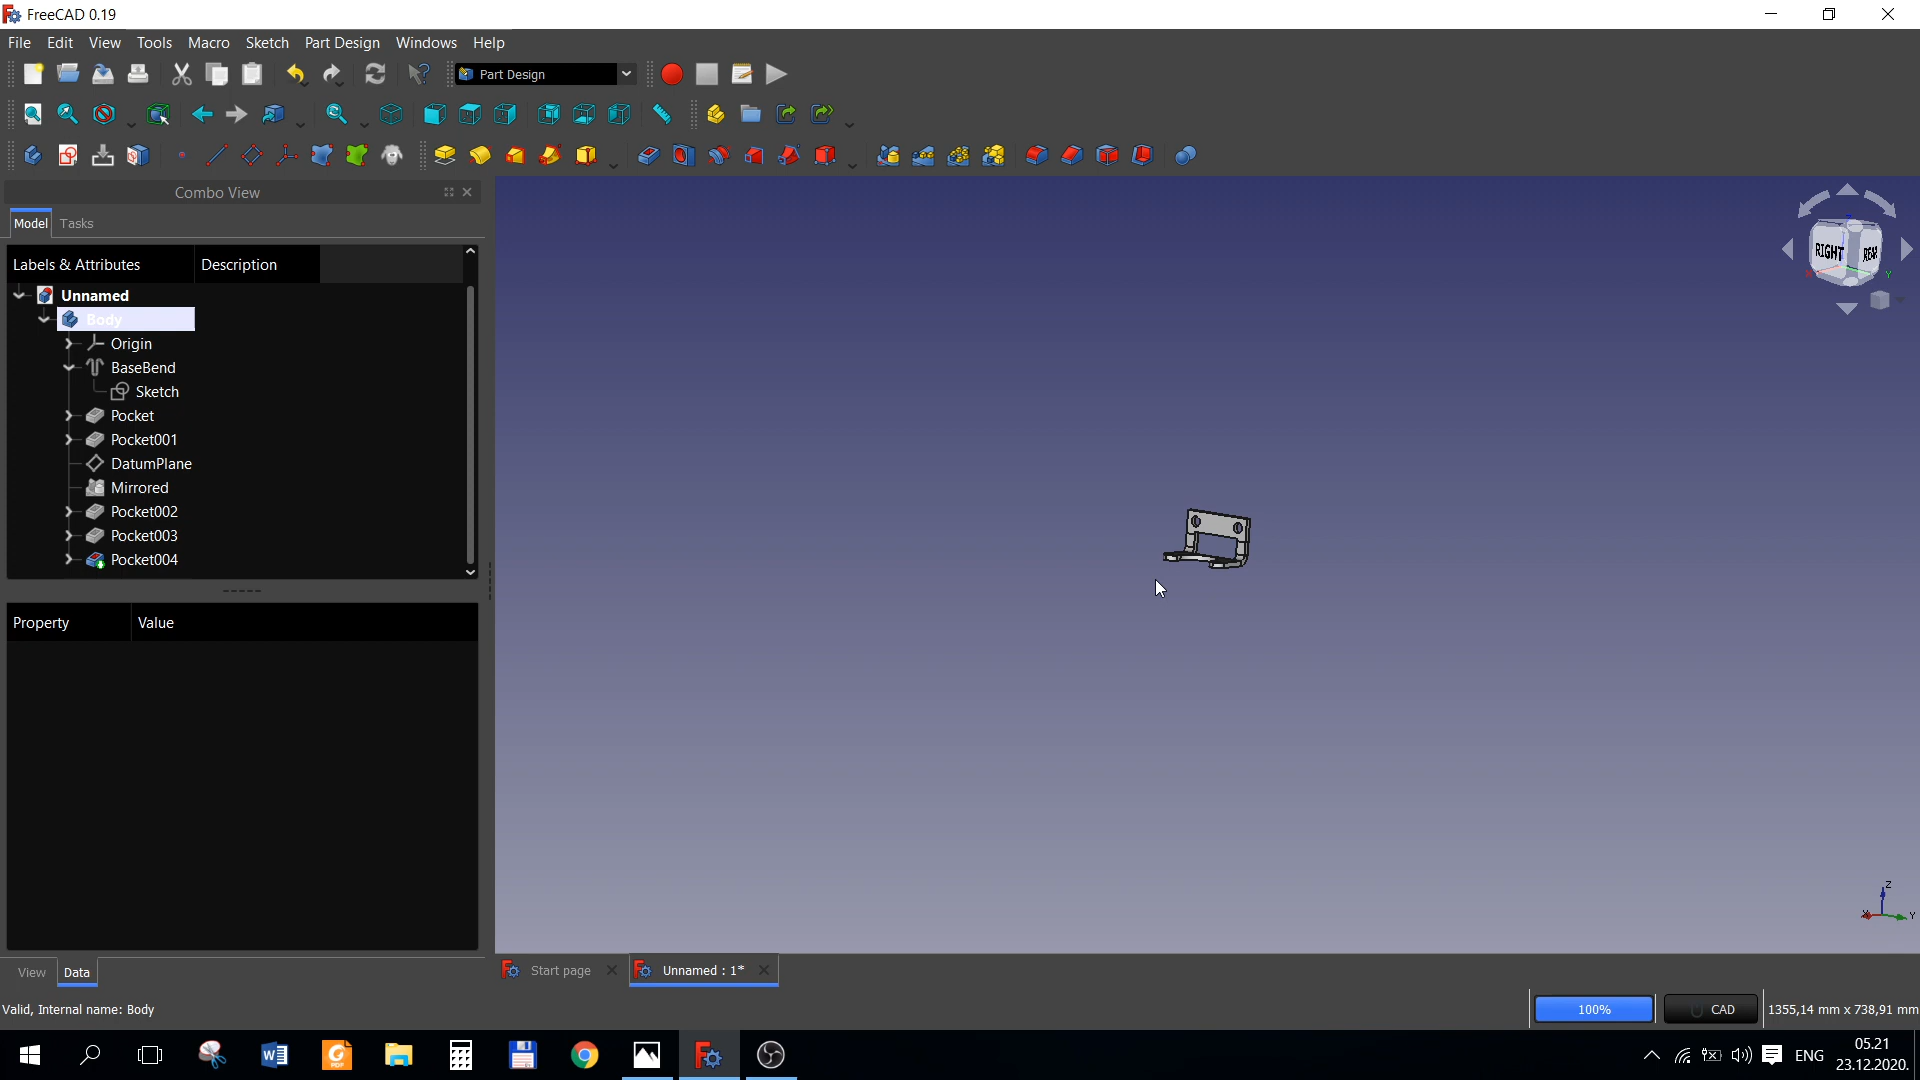 FreeCAD 0.19
File Edit View Tools Macro Sketch Part Design Windows Help
Part Design
Combo View
Model Tasks
Labels & Attributes Description
Unnamed
Body
Origin
BaseBend
Sketch
Pocket
Pocket001
DatumPlane
Mirrored
Pocket002
Pocket003
Pocket004
Property Value
View Data
RIGHT REAR
Z
X Y
Z
X Y
Start page Unnamed : 1*
Valid, Internal name: Body
100% CAD 1355,14 mm x 738,91 mm
ENG
05.21
23.12.2020.